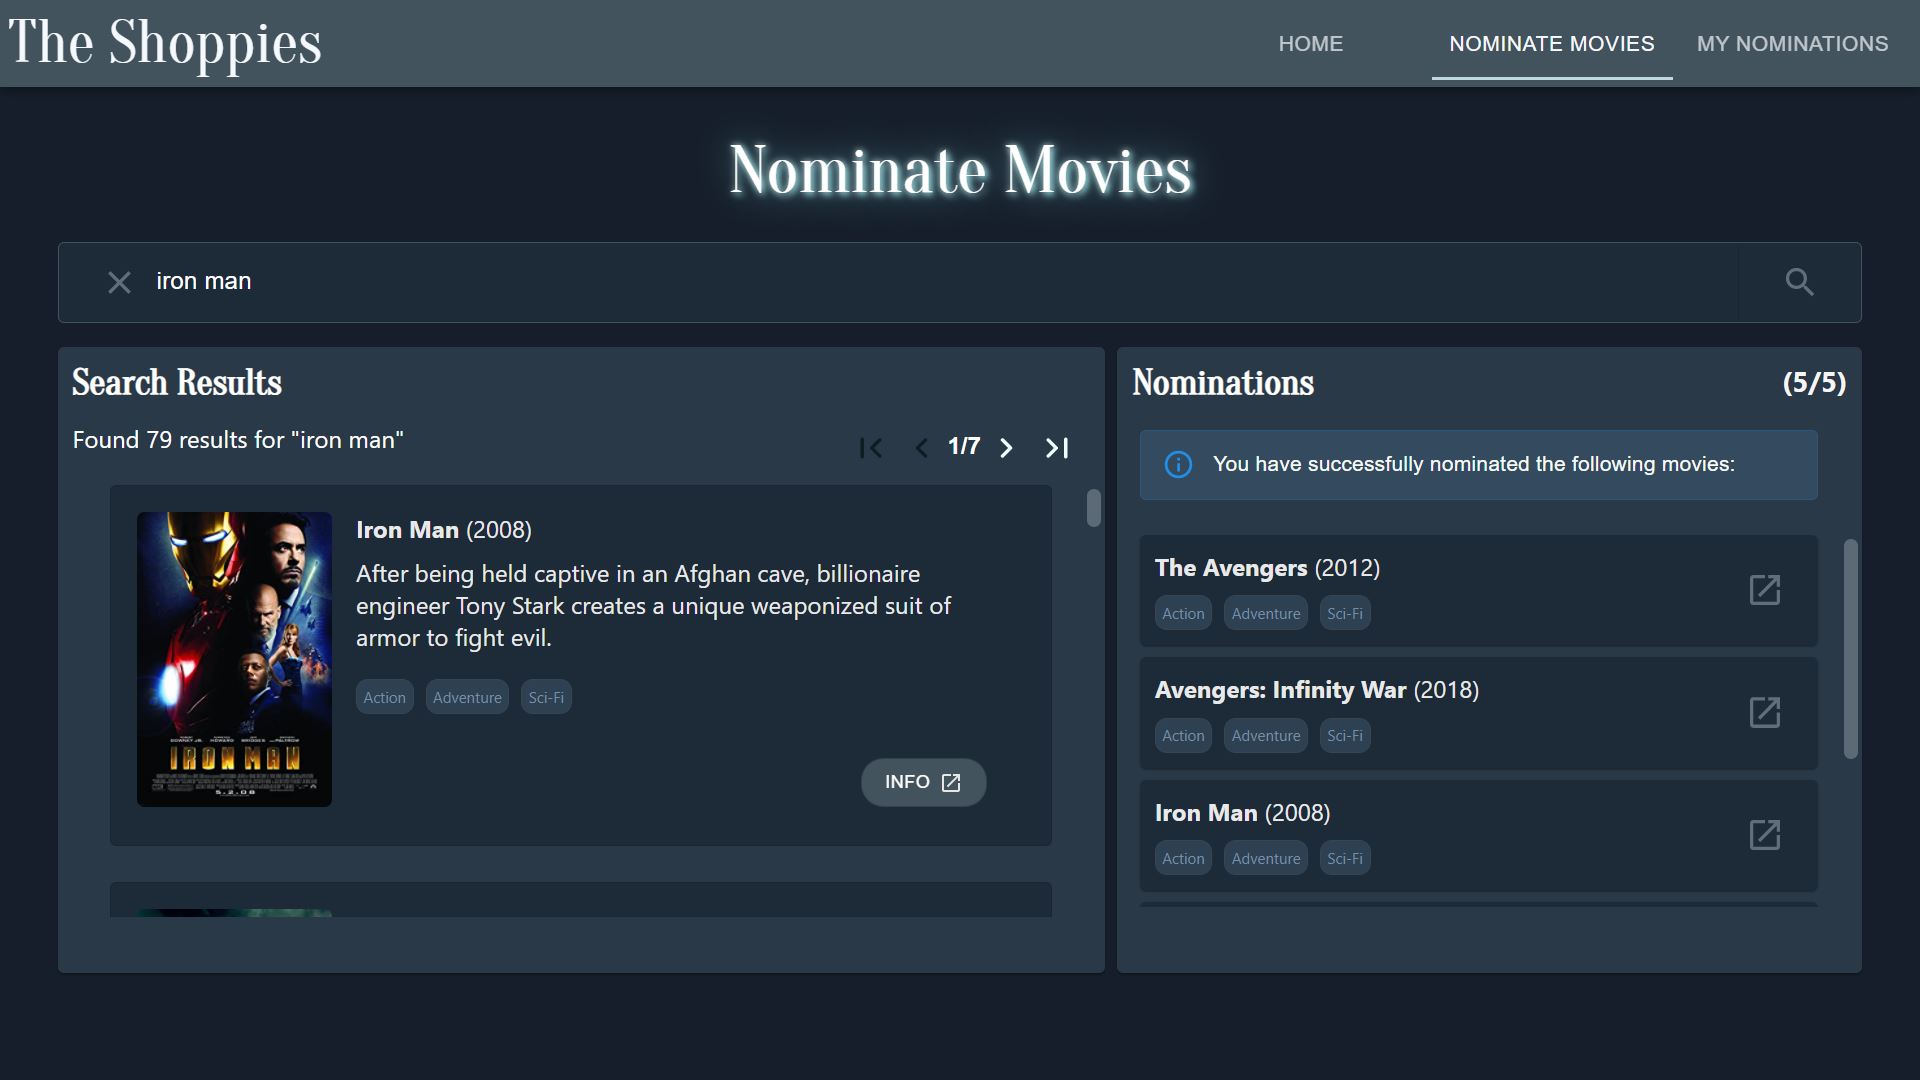 The Shoppies
HOME
NOMINATE MOVIES
MY NOMINATIONS
Nominate Movies
iron man
Search Results
Found 79 results for "iron man"
1/7
Iron Man (2008)
After being held captive in an Afghan cave, billionaire
engineer Tony Stark creates a unique weaponized suit of
armor to fight evil.
Action
Adventure
Sci-Fi
IRON MAN
5.2.08
INFO
Nominations
(5/5)
You have successfully nominated the following movies:
The Avengers (2012)
Action
Adventure
Sci-Fi
Avengers: Infinity War (2018)
Action
Adventure
Sci-Fi
Iron Man (2008)
Action
Adventure
Sci-Fi